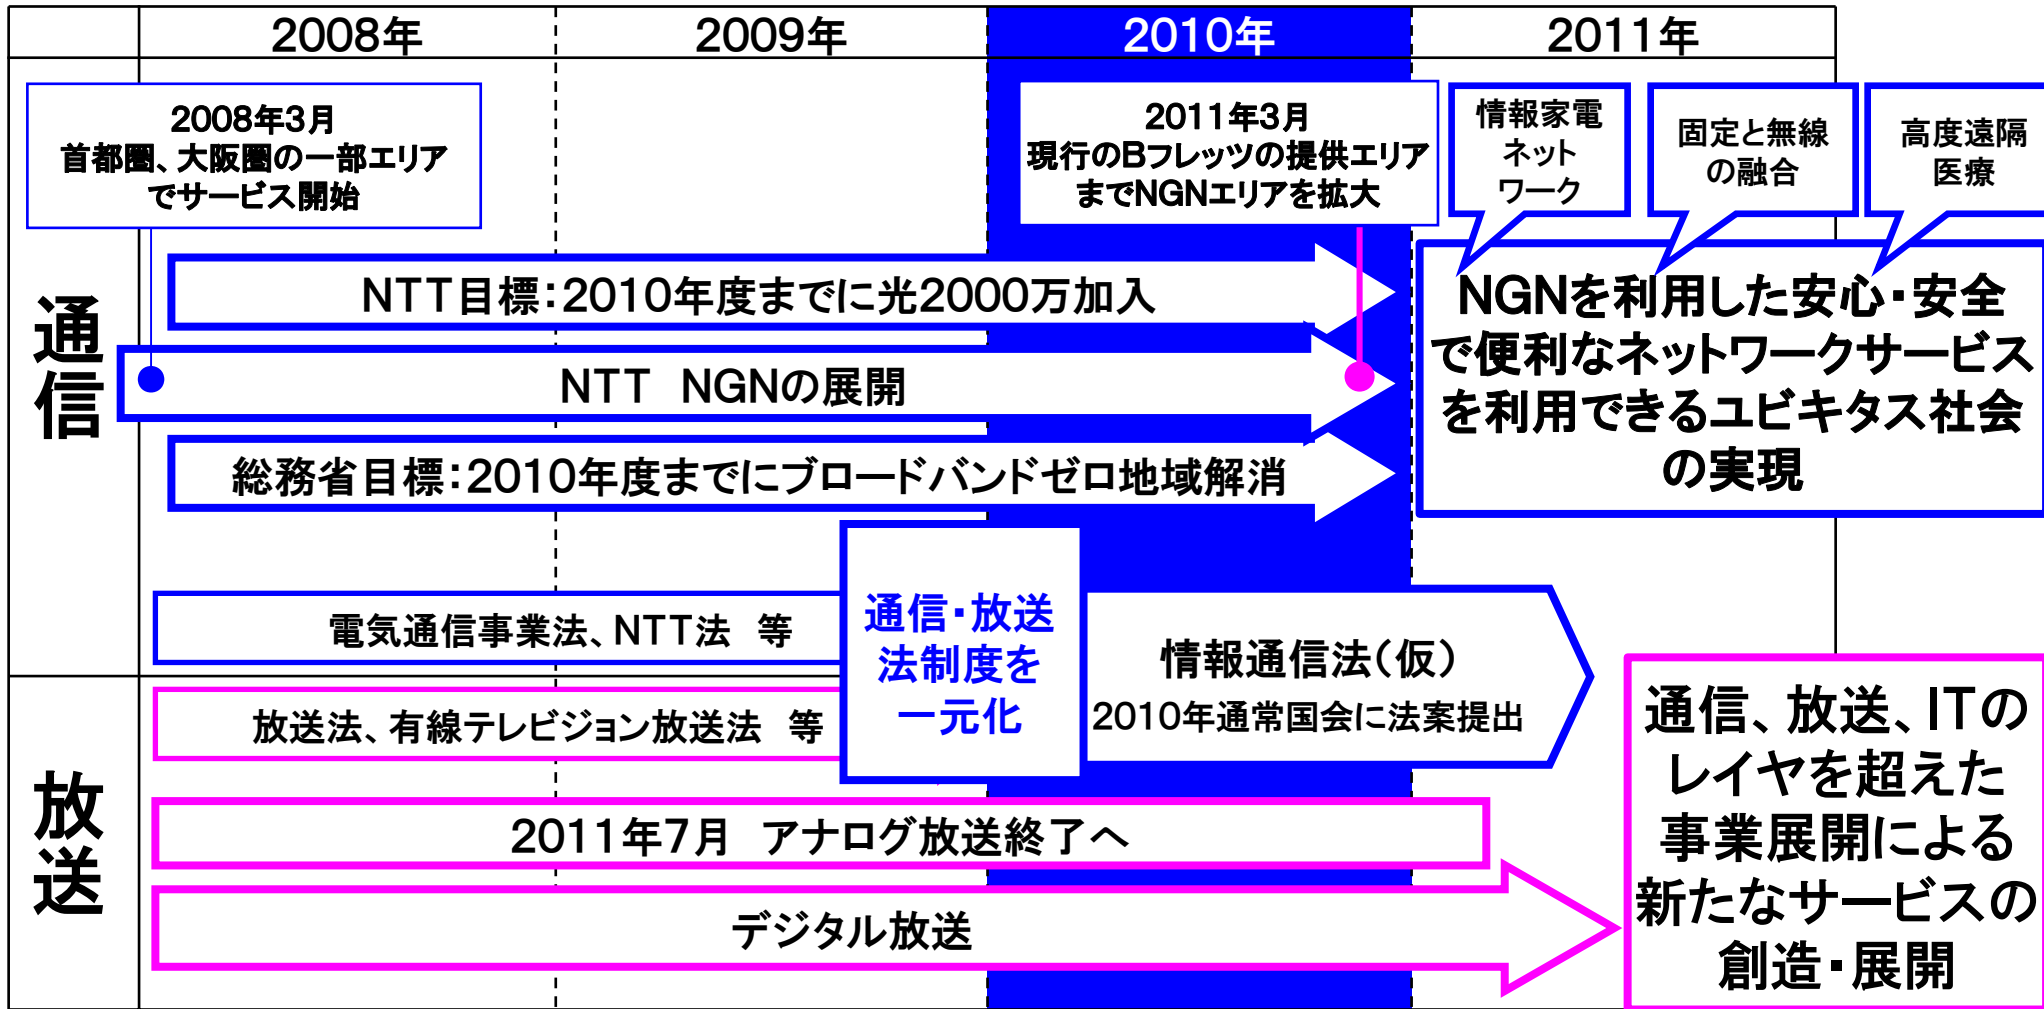 2008年
2009年
2010年
2011年
2008年3月
首都圏、大阪圏の一部エリア
でサービス開始
2011年3月
現行のBフレッツの提供エリア
までNGNエリアを拡大
情報家電
ネット
ワーク
固定と無線
の融合
高度遠隔
医療
通信
NTT目標：2010年度までに光2000万加入
NTT　NGNの展開
総務省目標：2010年度までにブロードバンドゼロ地域解消
NGNを利用した安心・安全
で便利なネットワークサービス
を利用できるユビキタス社会
の実現
電気通信事業法、NTT法　等
通信・放送
法制度を
一元化
情報通信法（仮）
2010年通常国会に法案提出
放送
放送法、有線テレビジョン放送法　等
2011年7月　アナログ放送終了へ
デジタル放送
通信、放送、ITの
レイヤを超えた
事業展開による
新たなサービスの
創造・展開